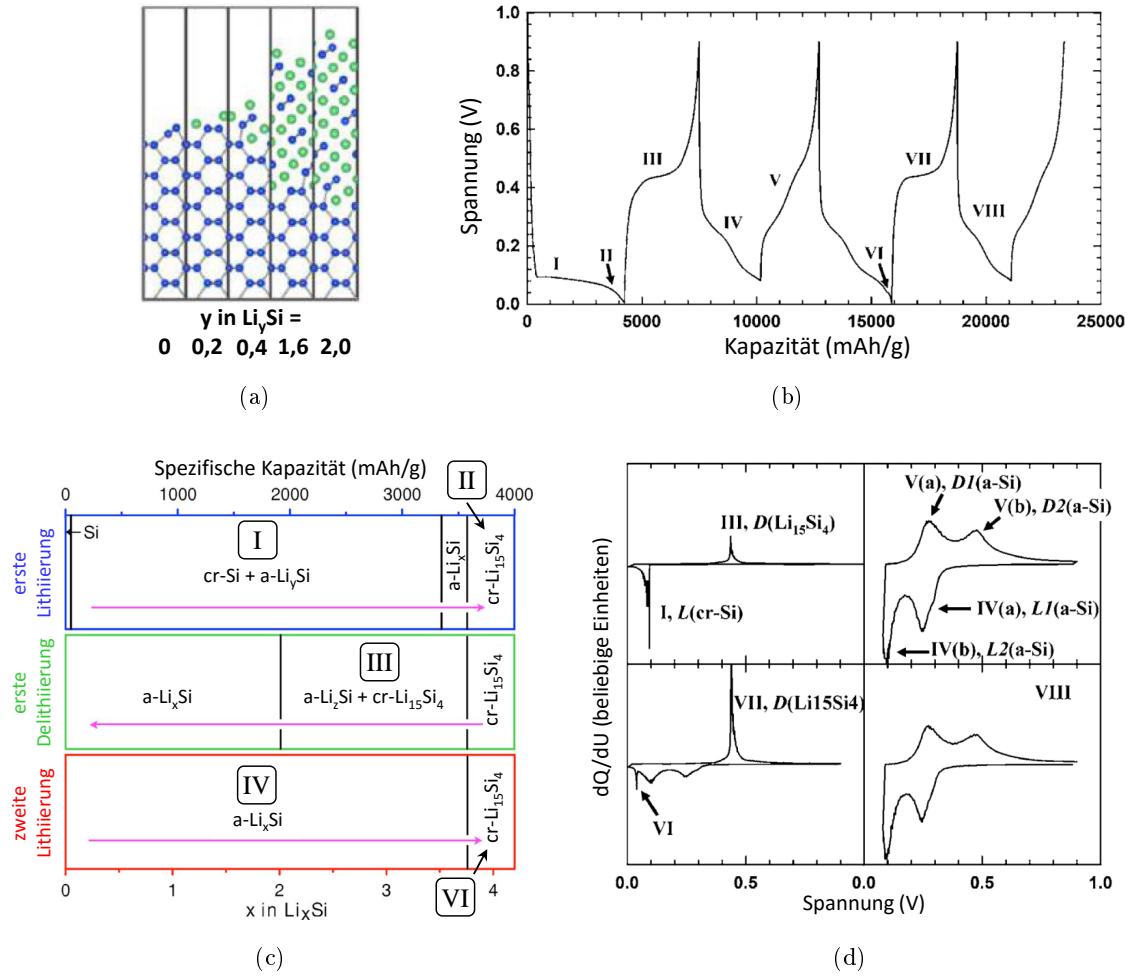 y in LiySi =
0 0,2 0,4 1,6 2,0
(a)
Spannung (V)
1.0
0.8
0.6
0.4
0.2
0.0
I
II
III
IV
V
VI
VII
VIII
0 5000 10000 15000 20000 25000
Kapazität (mAh/g)
(b)
Spezifische Kapazität (mAh/g)
0 1000 2000 3000 4000
II
erste
Lithiierung
Si
I
cr-Si + a-LiySi
a-LixSi
cr-Li15Si4
erste
Delithiierung
a-LixSi
III
a-LizSi + cr-Li15Si4
cr-Li15Si4
zweite
Lithiierung
IV
a-LixSi
cr-Li15Si4
VI
0 1 2 3 4
x in LixSi
(c)
dQ/dU (beliebige Einheiten)
III, D(Li15Si4)
I, L(cr-Si)
V(a), D1(a-Si)
V(b), D2(a-Si)
IV(a), L1(a-Si)
IV(b), L2(a-Si)
VII, D(Li15Si4)
VI
VIII
0.0 0.5 0.0 0.5 1.0
Spannung (V)
(d)